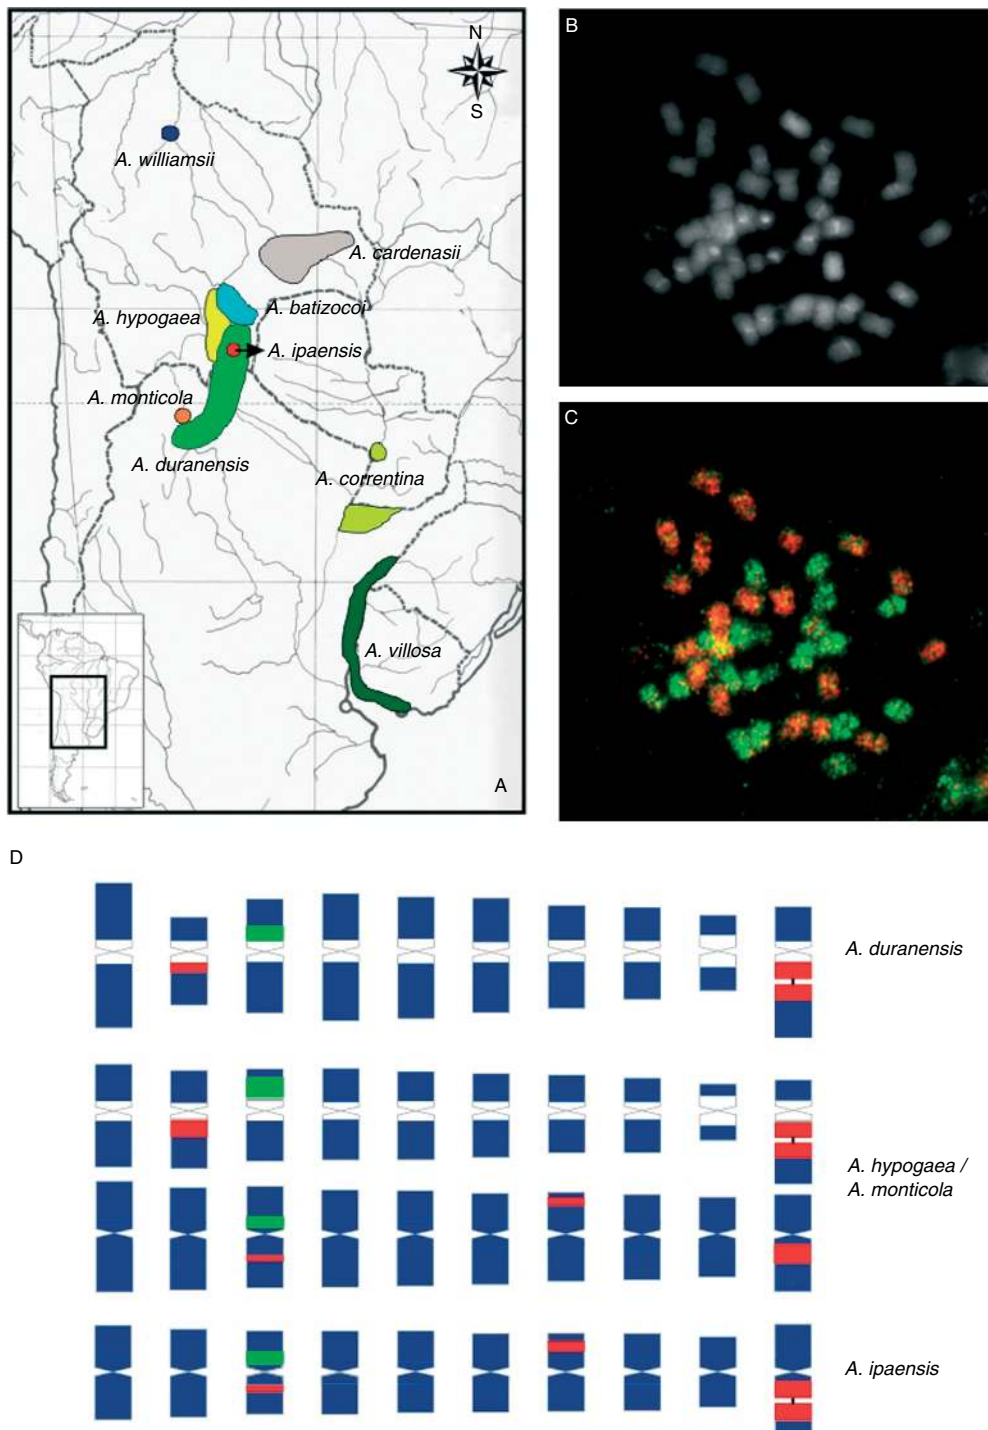 N
S
A. williamsii
A. cardenasii
A. hypogaea
A. batizocoi
A. ipaensis
A. monticola
A. duranensis
A. correntina
A. villosa
A
B
C
D
A. duranensis
A. hypogaea /
A. monticola
A. ipaensis